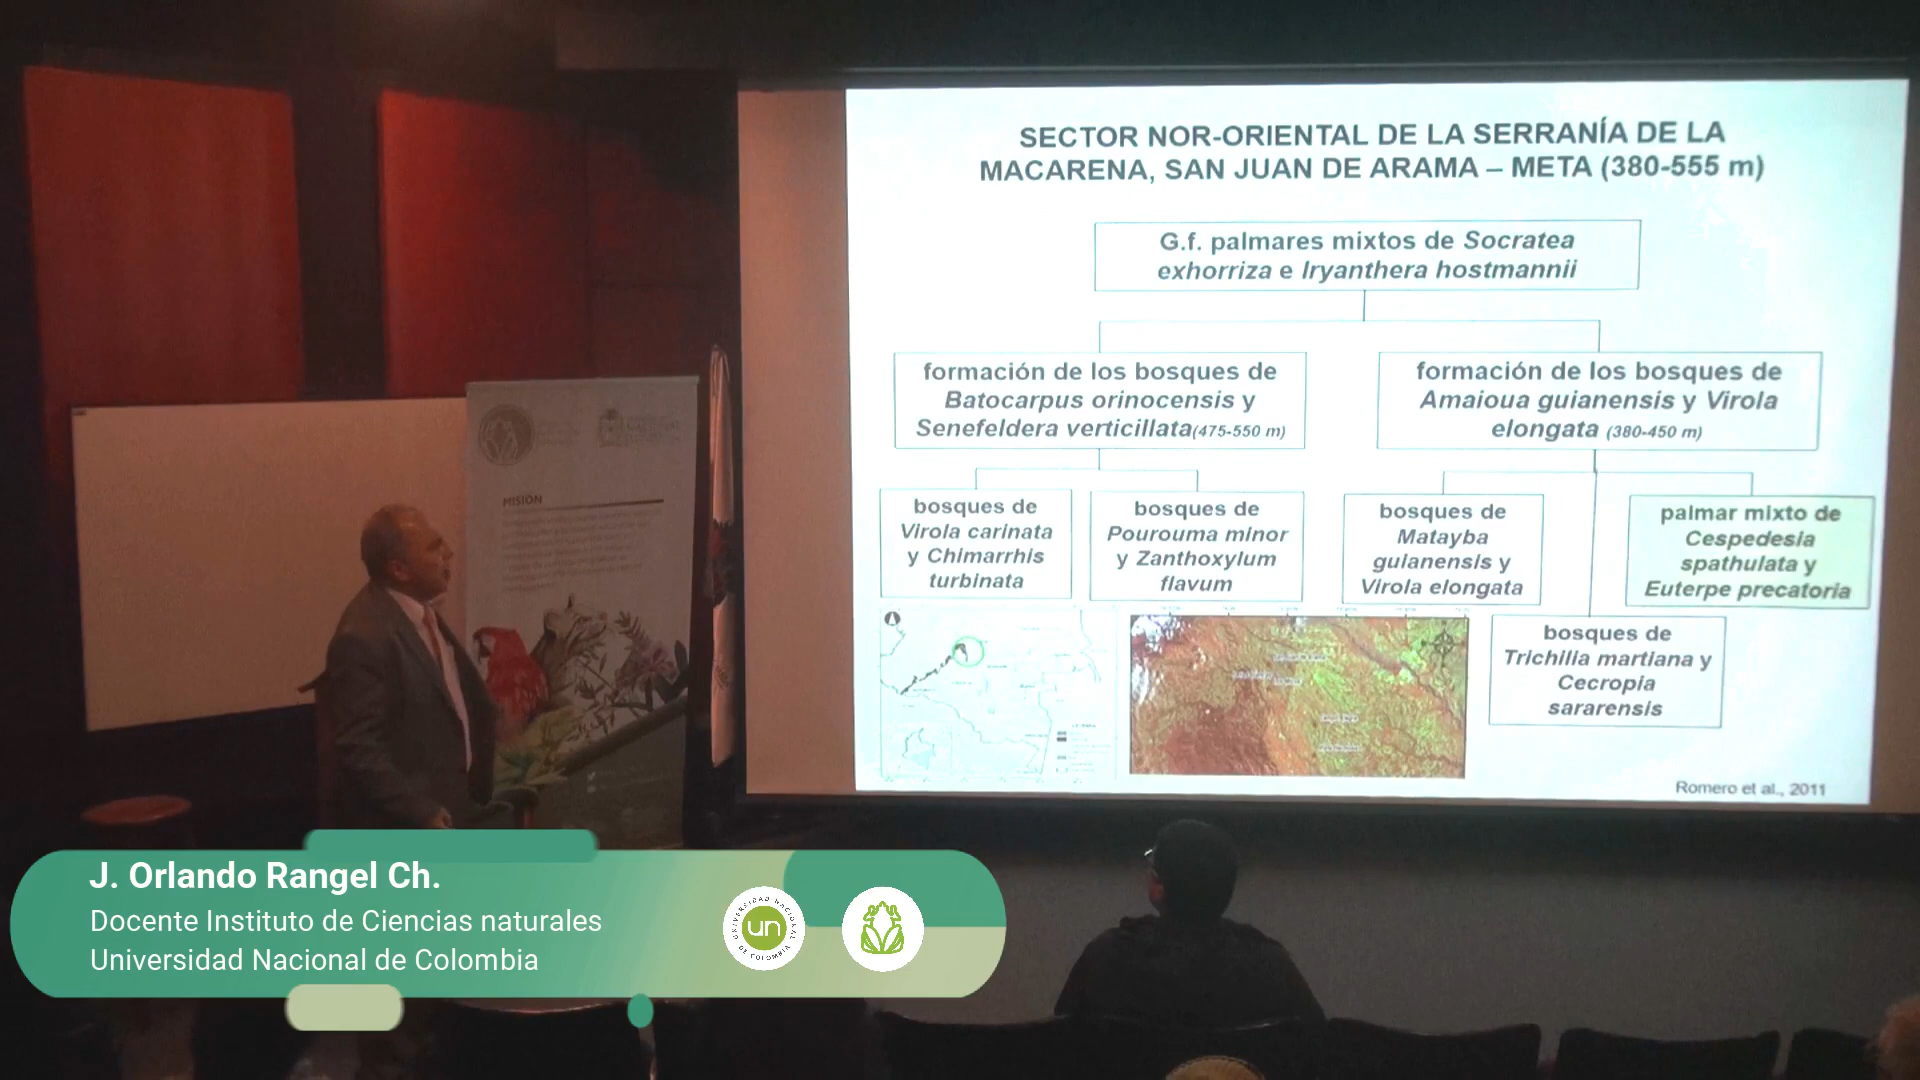 SECTOR NOR-ORIENTAL DE LA SERRANÍA DE LA
MACARENA, SAN JUAN DE ARAMA – META (380-555 m)
G.f. palmares mixtos de Socratea
exhorriza e Iryanthera hostmannii
formación de los bosques de
Batocarpus orinocensis y
Senefeldera verticillata(475-550 m)
formación de los bosques de
Amaioua guianensis y Virola
elongata (380-450 m)
bosques de
Virola carinata
y Chimarrhis
turbinata
bosques de
Pourouma minor
y Zanthoxylum
flavum
bosques de
Matayba
guianensis y
Virola elongata
palmar mixto de
Cespedesia
spathulata y
Euterpe precatoria
bosques de
Trichilia martiana y
Cecropia
sararensis
Romero et al., 2011
MISIÓN
J. Orlando Rangel Ch.
Docente Instituto de Ciencias naturales
Universidad Nacional de Colombia
UNIVERSIDAD NACIONAL
un
DE COLOMBIA